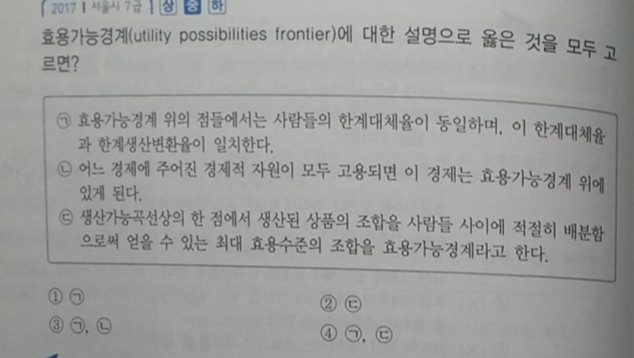 2017 | 서울시 7급 상 중 하
효용가능경계(utility possibilities frontier)에 대한 설명으로 옳은 것을 모두 고
르면?
㉠ 효용가능경계 위의 점들에서는 사람들의 한계대체율이 동일하며, 이 한계대체율
과 한계생산변환율이 일치한다.
㉡ 어느 경제에 주어진 경제적 자원이 모두 고용되면 이 경제는 효용가능경계 위에
있게 된다.
㉢ 생산가능곡선상의 한 점에서 생산된 상품의 조합을 사람들 사이에 적절히 배분함
으로써 얻을 수 있는 최대 효용수준의 조합을 효용가능경계라고 한다.
① ㉠
② ㉢
③ ㉠, ㉡
④ ㉠, ㉢